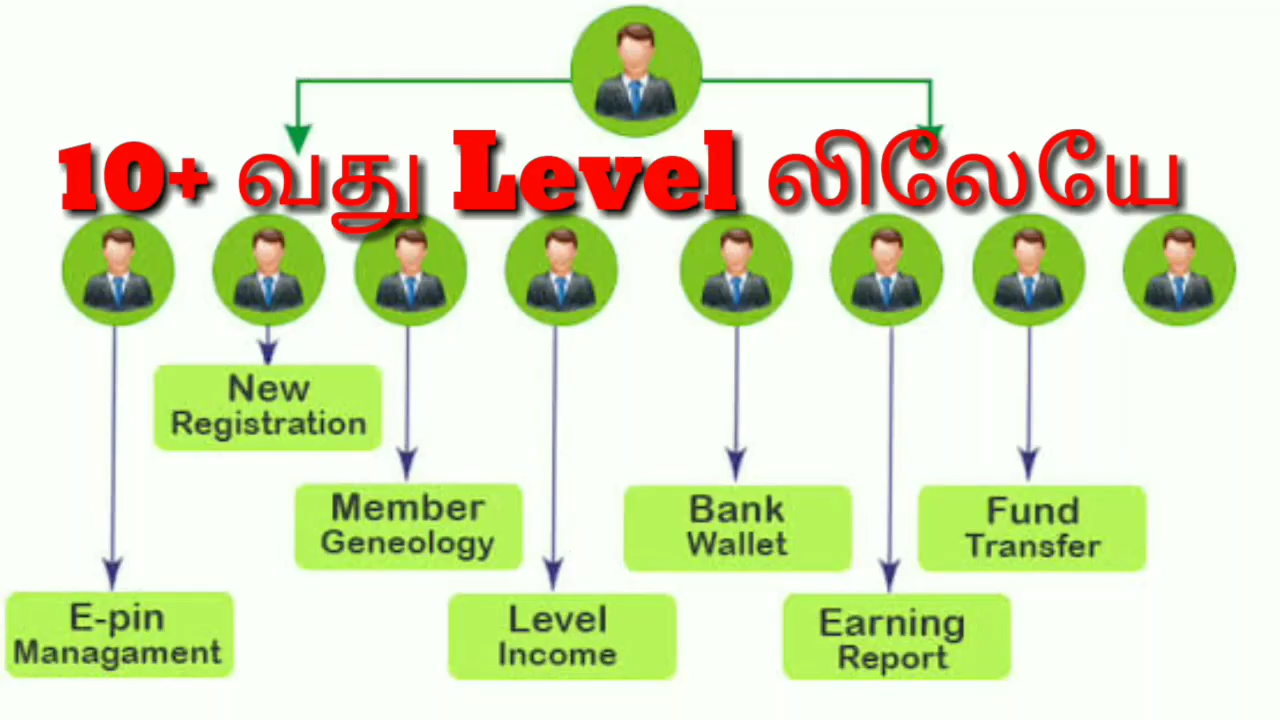 10+ வது Level லிலேயே
New
Registration
Member
Geneology
Bank
Wallet
Fund
Transfer
E-pin
Managament
Level
Income
Earning
Report